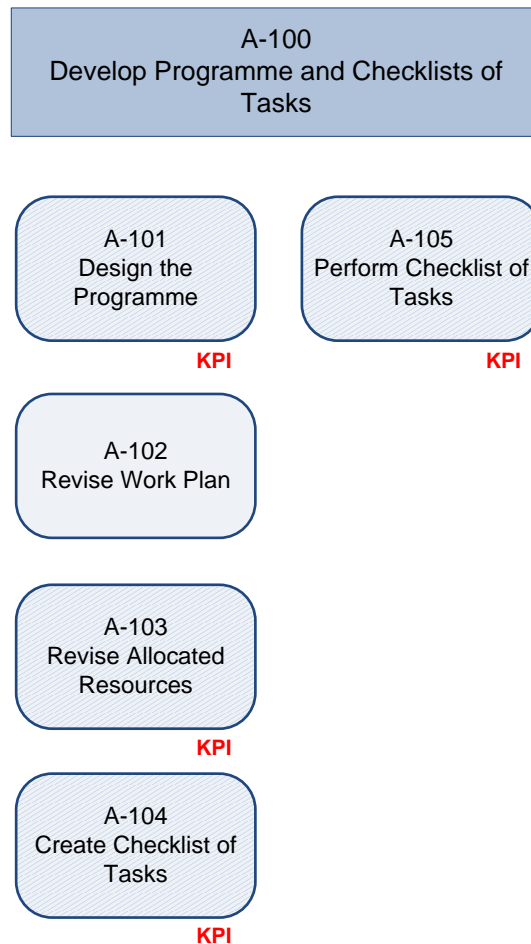 A-100
Develop Programme and Checklists of
Tasks
A-101
Design the
Programme
KPI
A-105
Perform Checklist of
Tasks
KPI
A-102
Revise Work Plan
A-103
Revise Allocated
Resources
KPI
A-104
Create Checklist of
Tasks
KPI